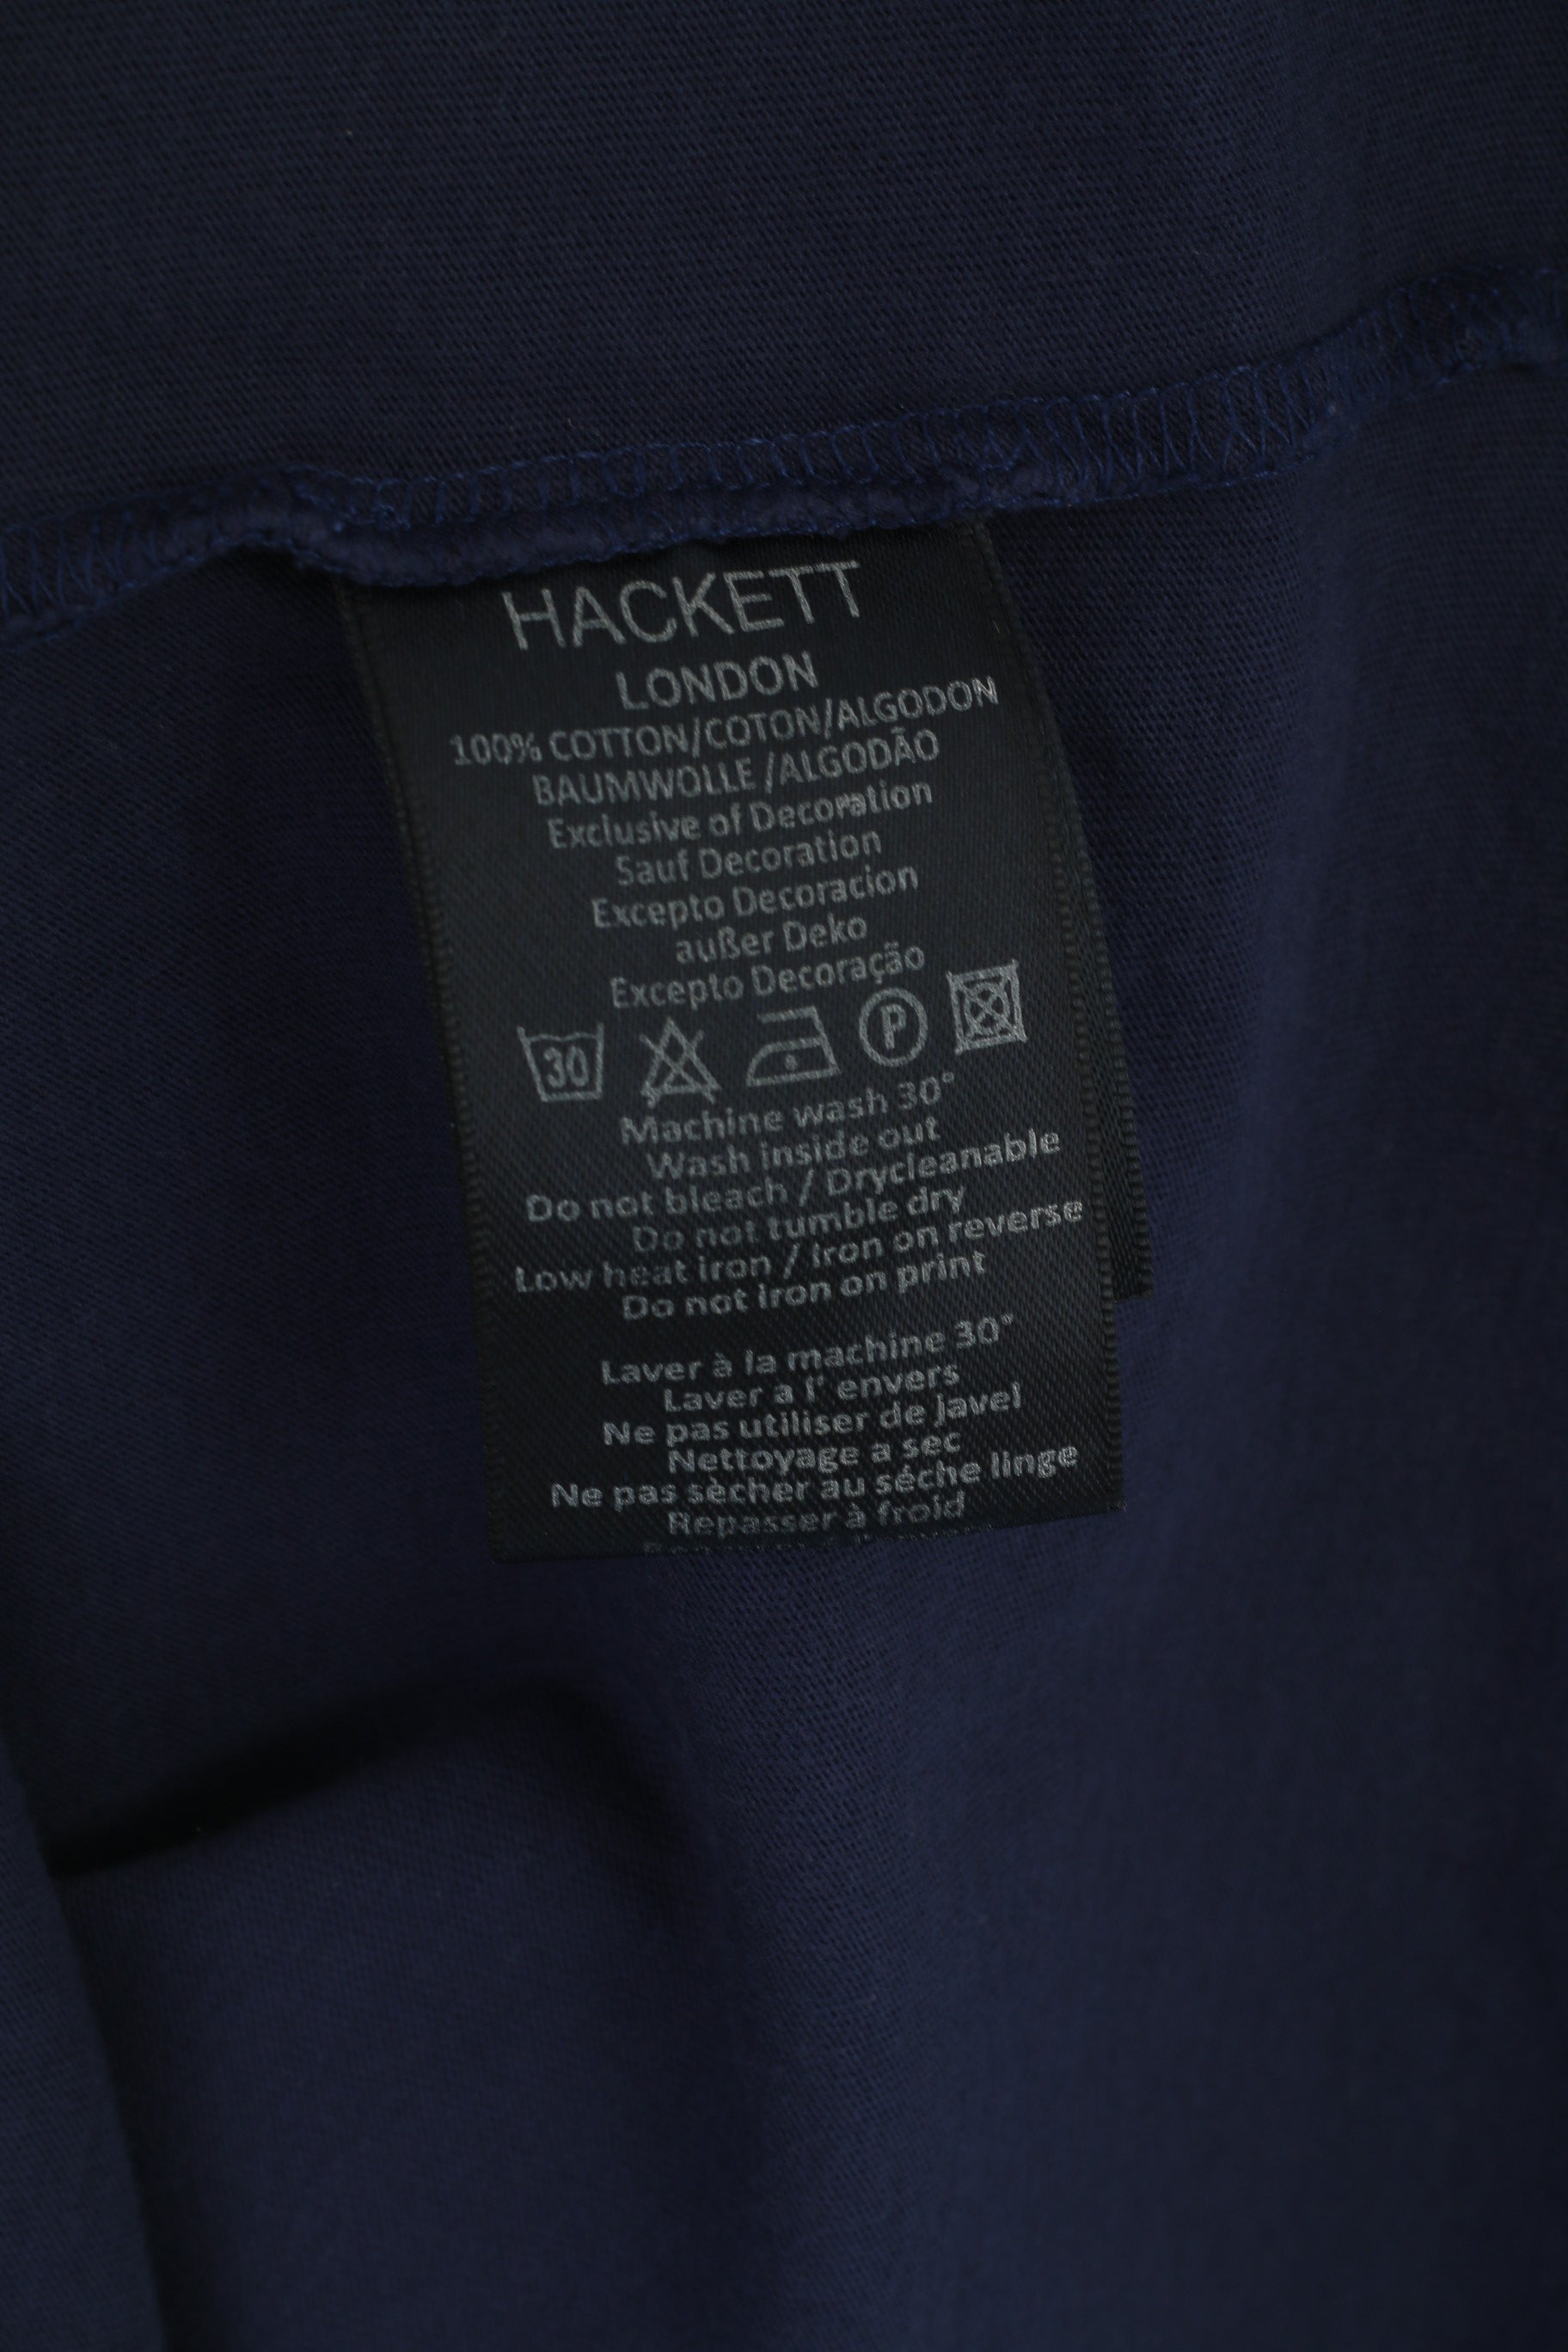 HACKETT
LONDON
100% COTTON/COTON/ALGODON
BAUMWOLLE /ALGODÃO
Exclusive of Decoration
Sauf Decoration
Excepto Decoracion
außer Deko
Excepto Decoração
30 P
Machine wash 30°
Wash inside out
Do not bleach / Drycleanable
Do not tumble dry
Low heat iron / Iron on reverse
Do not iron on print
Laver à la machine 30°
Laver a l' envers
Ne pas utiliser de javel
Nettoyage a sec
Ne pas sècher au séche linge
Repasser à froid